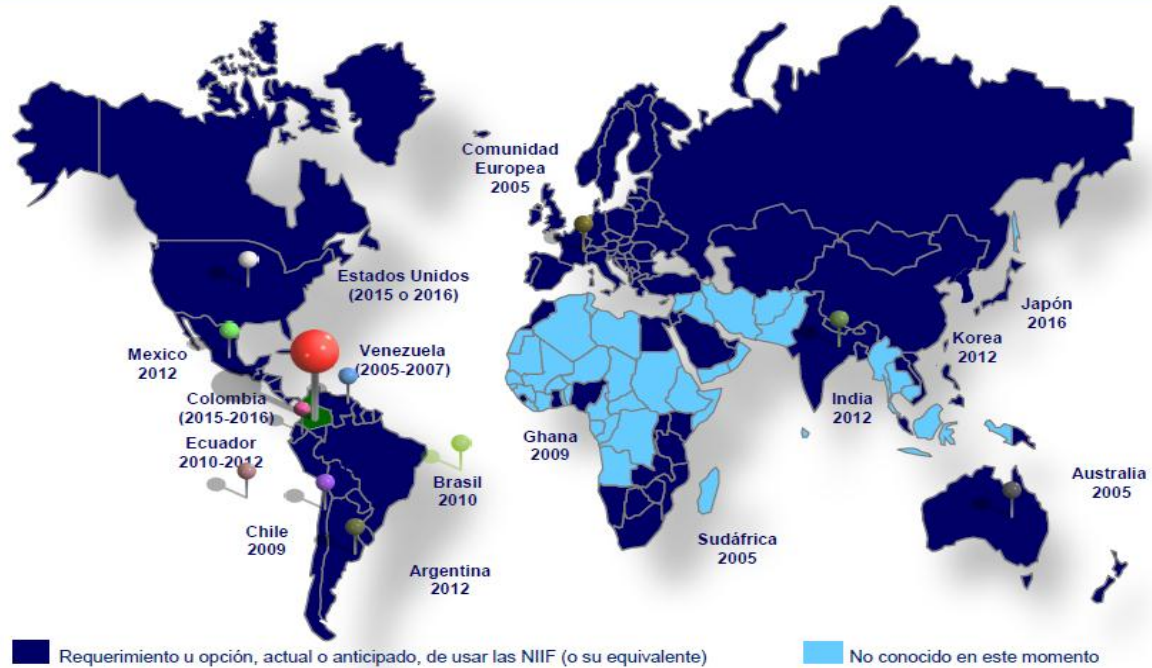 Comunidad
Europea
2005
Estados Unidos
(2015 o 2016)
Japón
2016
Korea
2012
Mexico
2012
Venezuela
(2005-2007)
Colombia
(2015-2016)
India
2012
Ecuador
2010-2012
Ghana
2009
Brasil
2010
Australia
2005
Chile
2009
Sudáfrica
2005
Argentina
2012
Requerimiento u opción, actual o anticipado, de usar las NIIF (o su equivalente)
No conocido en este momento